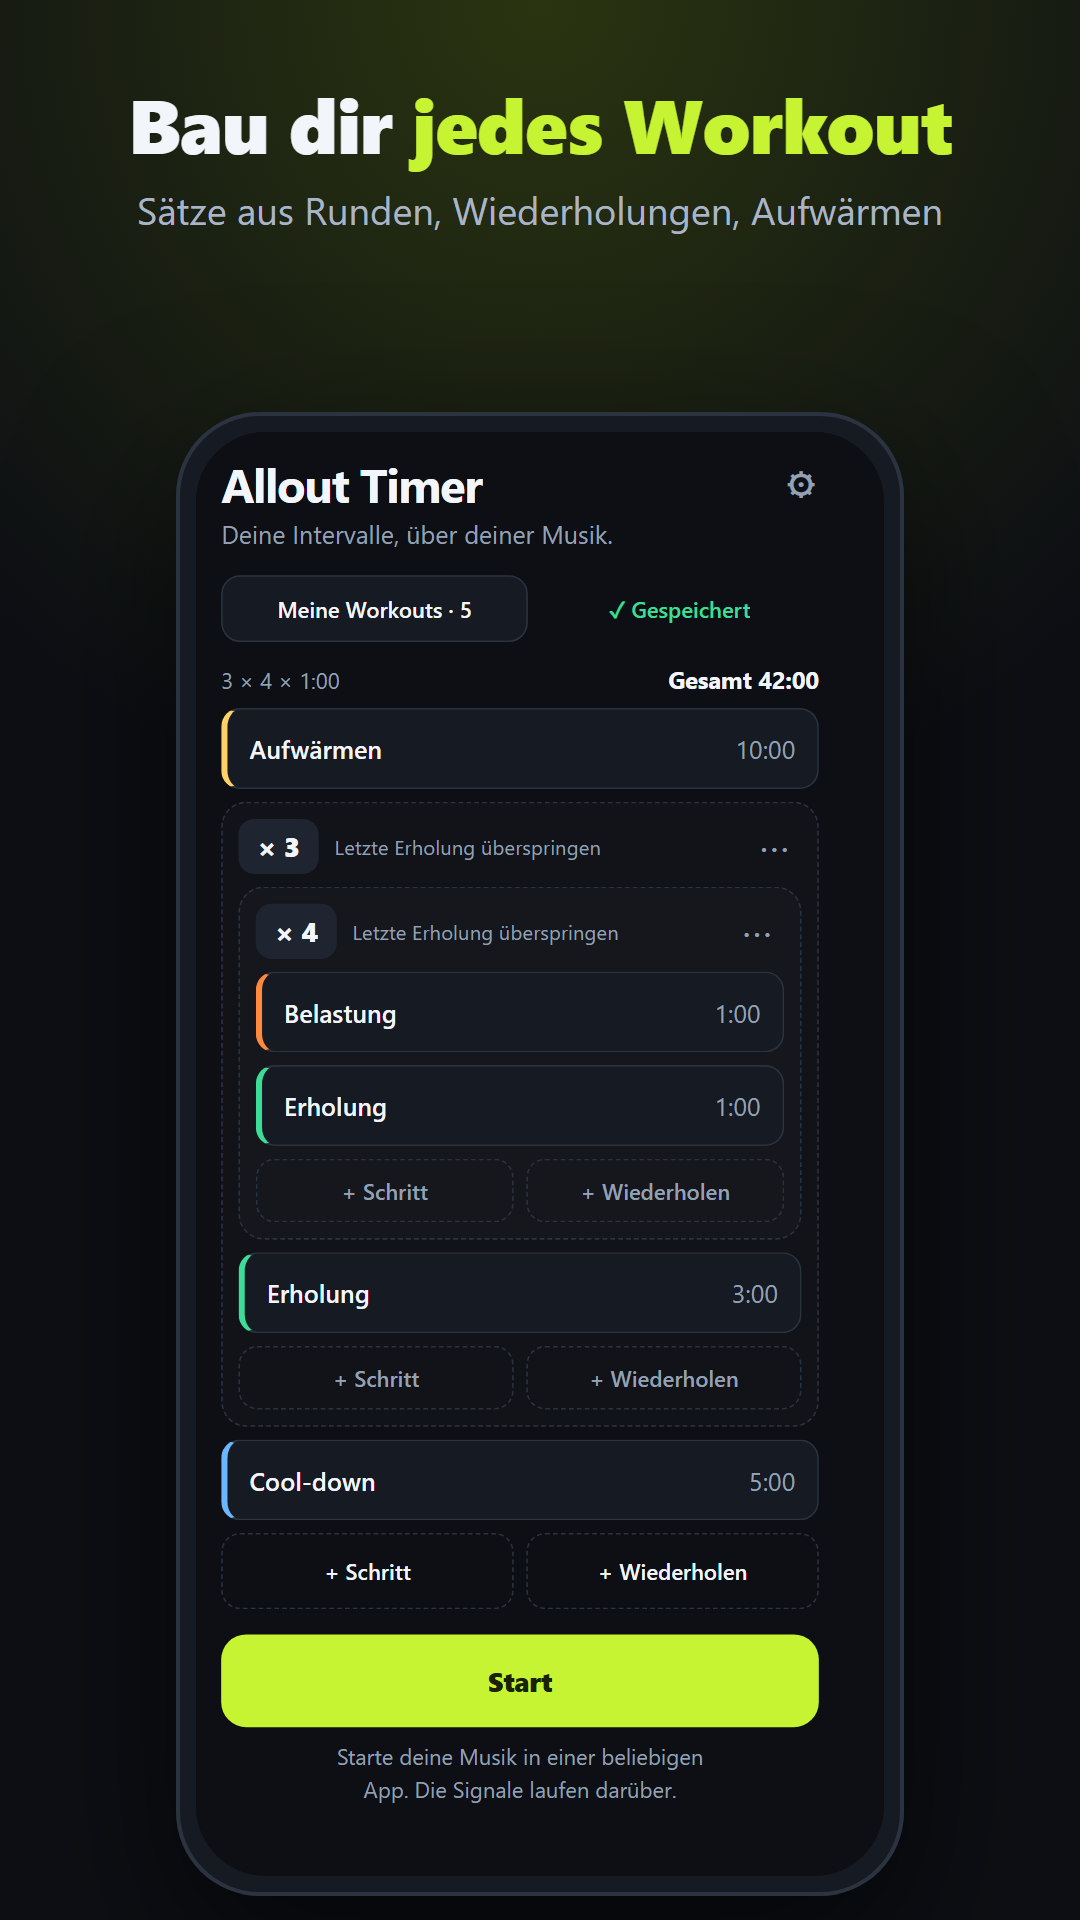 Bau dir jedes Workout
Sätze aus Runden, Wiederholungen, Aufwärmen
Allout Timer
Deine Intervalle, über deiner Musik.
Meine Workouts · 5
✓ Gespeichert
3 × 4 × 1:00
Gesamt 42:00
Aufwärmen 10:00
× 3 Letzte Erholung überspringen ...
× 4 Letzte Erholung überspringen ...
Belastung 1:00
Erholung 1:00
+ Schritt + Wiederholen
Erholung 3:00
+ Schritt + Wiederholen
Cool-down 5:00
+ Schritt + Wiederholen
Start
Starte deine Musik in einer beliebigen
App. Die Signale laufen darüber.